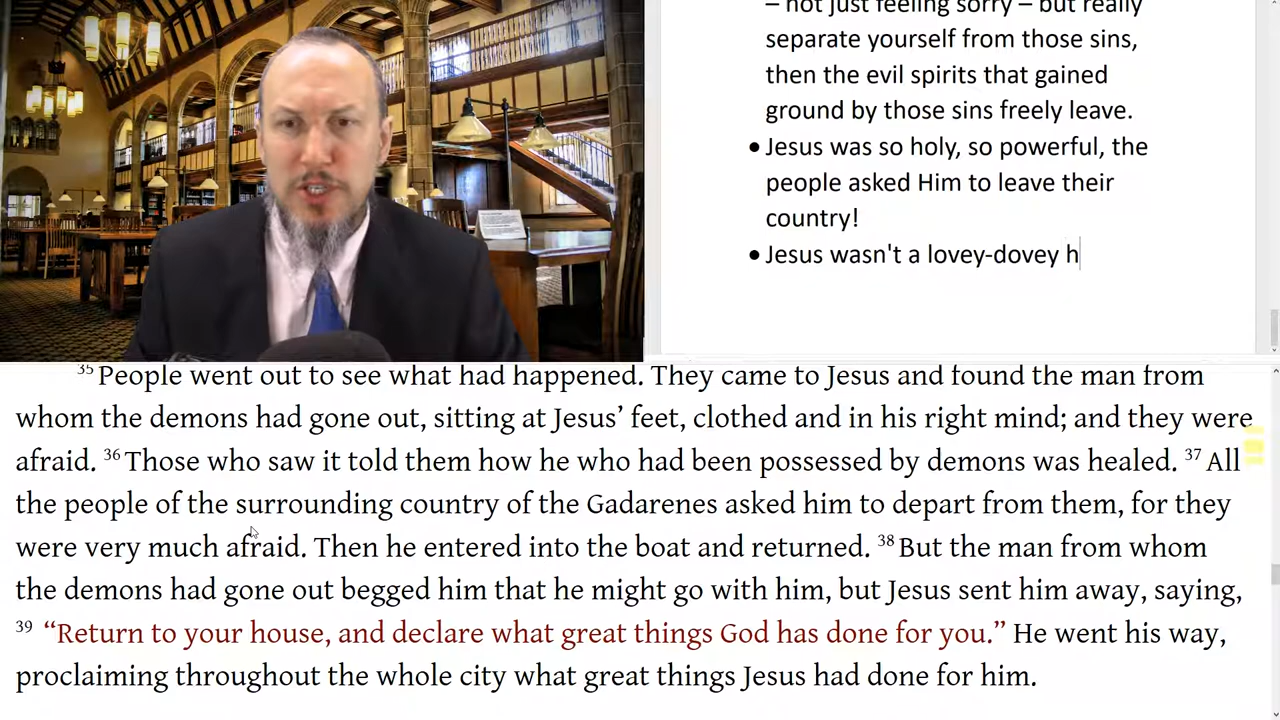 – not just feeling sorry – but really
separate yourself from those sins,
then the evil spirits that gained
ground by those sins freely leave.
• Jesus was so holy, so powerful, the
people asked Him to leave their
country!
• Jesus wasn't a lovey-dovey h
35 People went out to see what had happened. They came to Jesus and found the man from
whom the demons had gone out, sitting at Jesus’ feet, clothed and in his right mind; and they were
afraid. 36 Those who saw it told them how he who had been possessed by demons was healed. 37 All
the people of the surrounding country of the Gadarenes asked him to depart from them, for they
were very much afraid. Then he entered into the boat and returned. 38 But the man from whom
the demons had gone out begged him that he might go with him, but Jesus sent him away, saying,
39 “Return to your house, and declare what great things God has done for you.” He went his way,
proclaiming throughout the whole city what great things Jesus had done for him.